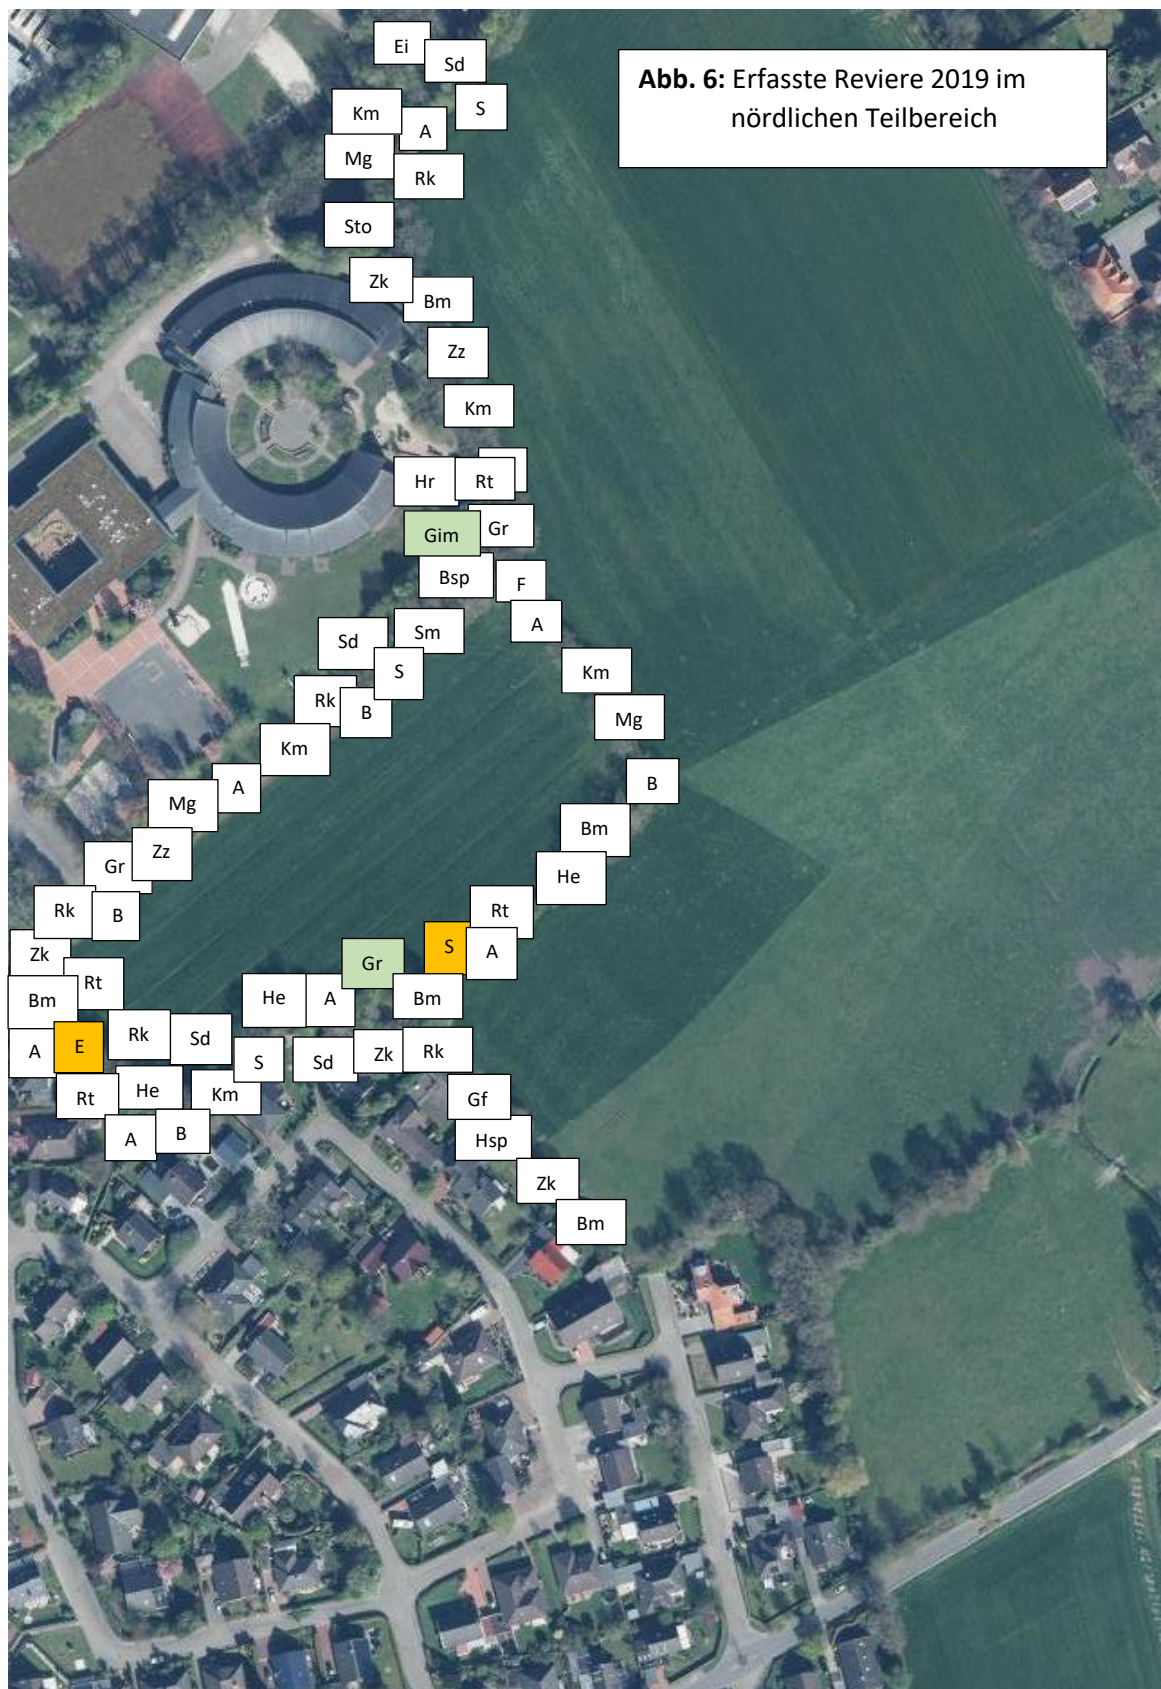 Ei
Sd
Abb. 6: Erfasste Reviere 2019 im
nördlichen Teilbereich
Km
S
A
Mg
Rk
Sto
Zk
Bm
Zz
Km
Hr
Rt
Gim
Gr
Bsp
F
A
Sm
Sd
S
Km
Rk
B
Mg
Km
B
A
Mg
Bm
Zz
Gr
He
Rk
B
Rt
S
A
Zk
Gr
Rt
Bm
He
A
Bm
Rk
Sd
E
A
S
Sd
Zk
Rk
Rt
He
Km
Gf
A
B
Hsp
Zk
Bm